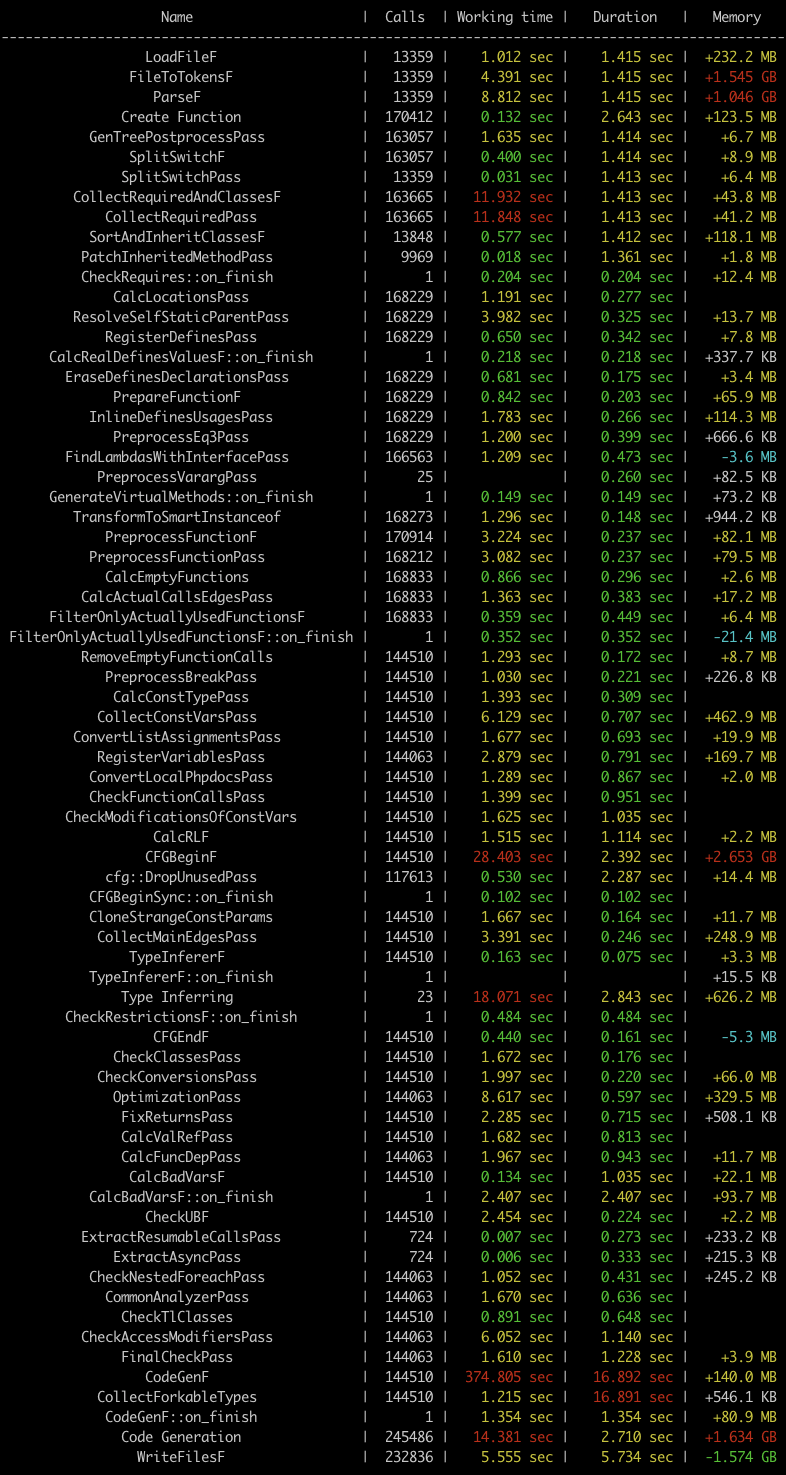 Name | Calls | Working time | Duration | Memory
--------------------------------------------------------------------------------------------------
LoadFileF | 13359 | 1.012 sec | 1.415 sec | +232.2 MB
FileToTokensF | 13359 | 4.391 sec | 1.415 sec | +1.545 GB
ParseF | 13359 | 8.812 sec | 1.415 sec | +1.046 GB
Create Function | 170412 | 0.132 sec | 2.643 sec | +123.5 MB
GenTreePostprocessPass | 163057 | 1.635 sec | 1.414 sec | +6.7 MB
SplitSwitchF | 163057 | 0.400 sec | 1.414 sec | +8.9 MB
SplitSwitchPass | 13359 | 0.031 sec | 1.413 sec | +6.4 MB
CollectRequiredAndClassesF | 163665 | 11.932 sec | 1.413 sec | +43.8 MB
CollectRequiredPass | 163665 | 11.848 sec | 1.413 sec | +41.2 MB
SortAndInheritClassesF | 13848 | 0.577 sec | 1.412 sec | +118.1 MB
PatchInheritedMethodPass | 9969 | 0.018 sec | 1.361 sec | +1.8 MB
CheckRequires::on_finish | 1 | 0.204 sec | 0.204 sec | +12.4 MB
CalcLocationsPass | 168229 | 1.191 sec | 0.277 sec |
ResolveSelfStaticParentPass | 168229 | 3.982 sec | 0.325 sec | +13.7 MB
RegisterDefinesPass | 168229 | 0.650 sec | 0.342 sec | +7.8 MB
CalcRealDefinesValuesF::on_finish | 1 | 0.218 sec | 0.218 sec | +337.7 KB
EraseDefinesDeclarationsPass | 168229 | 0.681 sec | 0.175 sec | +3.4 MB
PrepareFunctionF | 168229 | 0.842 sec | 0.203 sec | +65.9 MB
InlineDefinesUsagesPass | 168229 | 1.783 sec | 0.266 sec | +114.3 MB
PreprocessEq3Pass | 168229 | 1.200 sec | 0.399 sec | +666.6 KB
FindLambdasWithInterfacePass | 166563 | 1.209 sec | 0.473 sec | -3.6 MB
PreprocessVarargPass | 25 | | 0.260 sec | +82.5 KB
GenerateVirtualMethods::on_finish | 1 | 0.149 sec | 0.149 sec | +73.2 KB
TransformToSmartInstanceof | 168273 | 1.296 sec | 0.148 sec | +944.2 KB
PreprocessFunctionF | 170914 | 3.224 sec | 0.237 sec | +82.1 MB
PreprocessFunctionPass | 168212 | 3.082 sec | 0.237 sec | +79.5 MB
CalcEmptyFunctions | 168833 | 0.866 sec | 0.296 sec | +2.6 MB
CalcActualCallsEdgesPass | 168833 | 1.363 sec | 0.383 sec | +17.2 MB
FilterOnlyActuallyUsedFunctionsF | 168833 | 0.359 sec | 0.449 sec | +6.4 MB
FilterOnlyActuallyUsedFunctionsF::on_finish | 1 | 0.352 sec | 0.352 sec | -21.4 MB
RemoveEmptyFunctionCalls | 144510 | 1.293 sec | 0.172 sec | +8.7 MB
PreprocessBreakPass | 144510 | 1.030 sec | 0.221 sec | +226.8 KB
CalcConstTypePass | 144510 | 1.393 sec | 0.309 sec |
CollectConstVarsPass | 144510 | 6.129 sec | 0.707 sec | +462.9 MB
ConvertListAssignmentsPass | 144510 | 1.677 sec | 0.693 sec | +19.9 MB
RegisterVariablesPass | 144063 | 2.879 sec | 0.791 sec | +169.7 MB
ConvertLocalPhpdocsPass | 144510 | 1.289 sec | 0.867 sec | +2.0 MB
CheckFunctionCallsPass | 144510 | 1.399 sec | 0.951 sec |
CheckModificationsOfConstVars | 144510 | 1.625 sec | 1.035 sec |
CalcRLF | 144510 | 1.515 sec | 1.114 sec | +2.2 MB
CFGBeginF | 144510 | 28.403 sec | 2.392 sec | +2.653 GB
cfg::DropUnusedPass | 117613 | 0.530 sec | 2.287 sec | +14.4 MB
CFGBeginSync::on_finish | 1 | 0.102 sec | 0.102 sec |
CloneStrangeConstParams | 144510 | 1.667 sec | 0.164 sec | +11.7 MB
CollectMainEdgesPass | 144510 | 3.391 sec | 0.246 sec | +248.9 MB
TypeInfererF | 144510 | 0.163 sec | 0.075 sec | +3.3 MB
TypeInfererF::on_finish | 1 | | | +15.5 KB
Type Inferring | 23 | 18.071 sec | 2.843 sec | +626.2 MB
CheckRestrictionsF::on_finish | 1 | 0.484 sec | 0.484 sec |
CFGEndF | 144510 | 0.440 sec | 0.161 sec | -5.3 MB
CheckClassesPass | 144510 | 1.672 sec | 0.176 sec |
CheckConversionsPass | 144510 | 1.997 sec | 0.220 sec | +66.0 MB
OptimizationPass | 144063 | 8.617 sec | 0.597 sec | +329.5 MB
FixReturnsPass | 144510 | 2.285 sec | 0.715 sec | +508.1 KB
CalcValRefPass | 144510 | 1.682 sec | 0.813 sec |
CalcFuncDepPass | 144063 | 1.967 sec | 0.943 sec | +11.7 MB
CalcBadVarsF | 144510 | 0.134 sec | 1.035 sec | +22.1 MB
CalcBadVarsF::on_finish | 1 | 2.407 sec | 2.407 sec | +93.7 MB
CheckUBF | 144510 | 2.454 sec | 0.224 sec | +2.2 MB
ExtractResumableCallsPass | 724 | 0.007 sec | 0.273 sec | +233.2 KB
ExtractAsyncPass | 724 | 0.006 sec | 0.333 sec | +215.3 KB
CheckNestedForeachPass | 144063 | 1.052 sec | 0.431 sec | +245.2 KB
CommonAnalyzerPass | 144063 | 1.670 sec | 0.636 sec |
CheckTlClasses | 144510 | 0.891 sec | 0.648 sec |
CheckAccessModifiersPass | 144063 | 6.052 sec | 1.140 sec |
FinalCheckPass | 144063 | 1.610 sec | 1.228 sec | +3.9 MB
CodeGenF | 144510 | 374.805 sec | 16.892 sec | +140.0 MB
CollectForkableTypes | 144510 | 1.215 sec | 16.891 sec | +546.1 KB
CodeGenF::on_finish | 1 | 1.354 sec | 1.354 sec | +80.9 MB
Code Generation | 245486 | 14.381 sec | 2.710 sec | +1.634 GB
WriteFilesF | 232836 | 5.555 sec | 5.734 sec | -1.574 GB